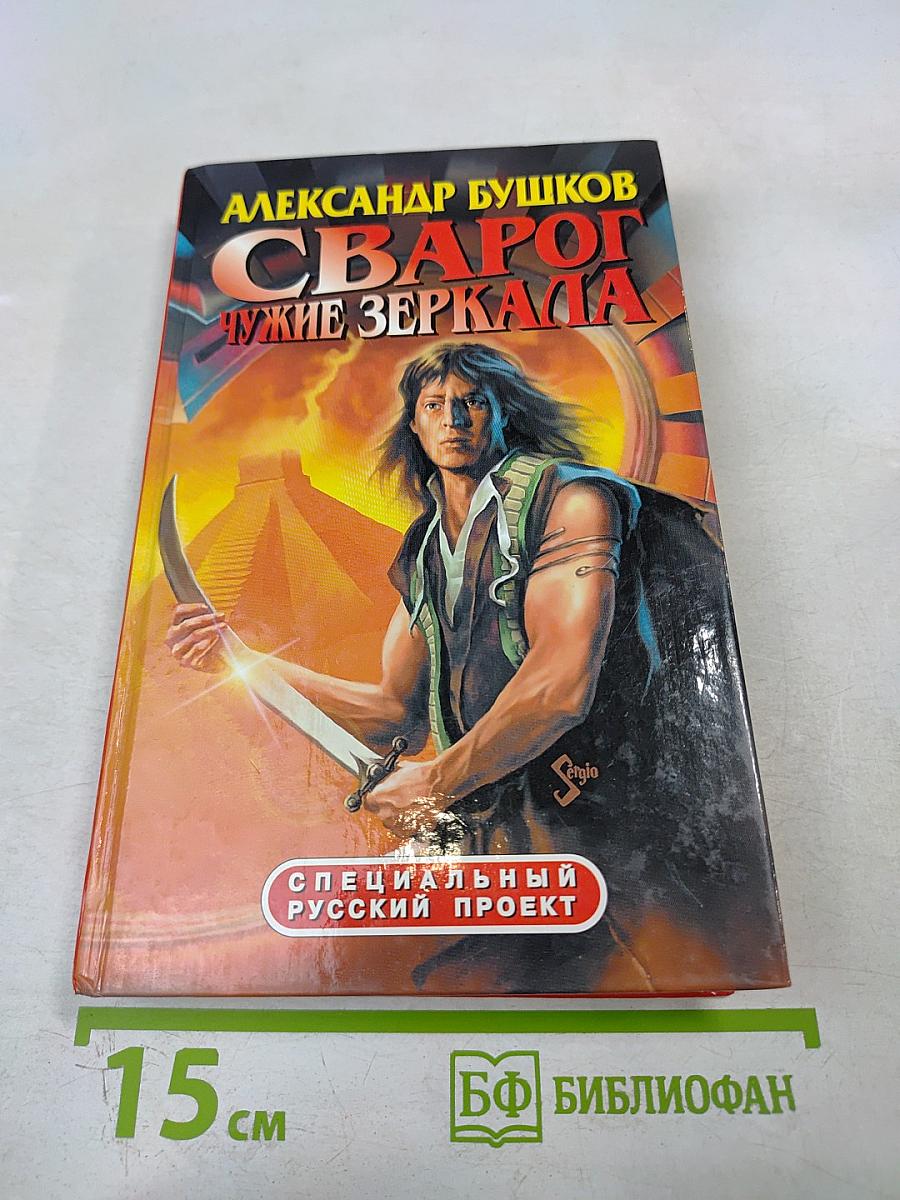 АЛЕКСАНДР БУШКОВ
СВАРОГ
ЧУЖИЕ ЗЕРКАЛА
Sergio
СПЕЦИАЛЬНЫЙ
РУССКИЙ ПРОЕКТ
15 см
БФ БИБЛИОФАН